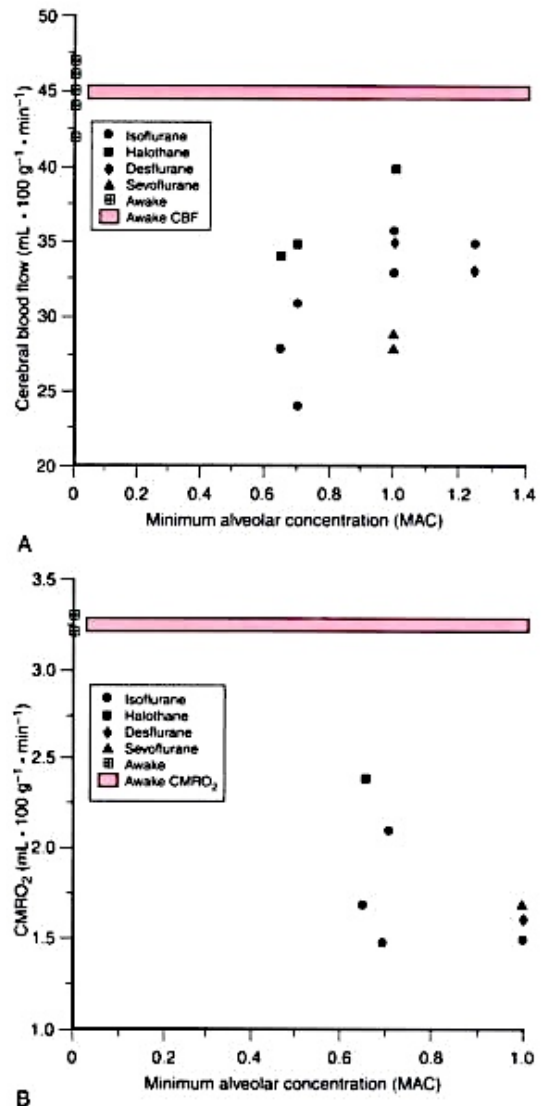 50
45
40
35
30
25
20
Cerebral blood flow (mL • 100 g⁻¹ • min⁻¹)
Isoflurane
Halothane
Desflurane
Sevoflurane
Awake
Awake CBF
0 0.2 0.4 0.6 0.8 1.0 1.2 1.4
Minimum alveolar concentration (MAC)
A
3.5
3.0
2.5
2.0
1.5
1.0
CMRO₂ (mL • 100 g⁻¹ • min⁻¹)
Isoflurane
Halothane
Desflurane
Sevoflurane
Awake
Awake CMRO₂
0 0.2 0.4 0.6 0.8 1.0
Minimum alveolar concentration (MAC)
B